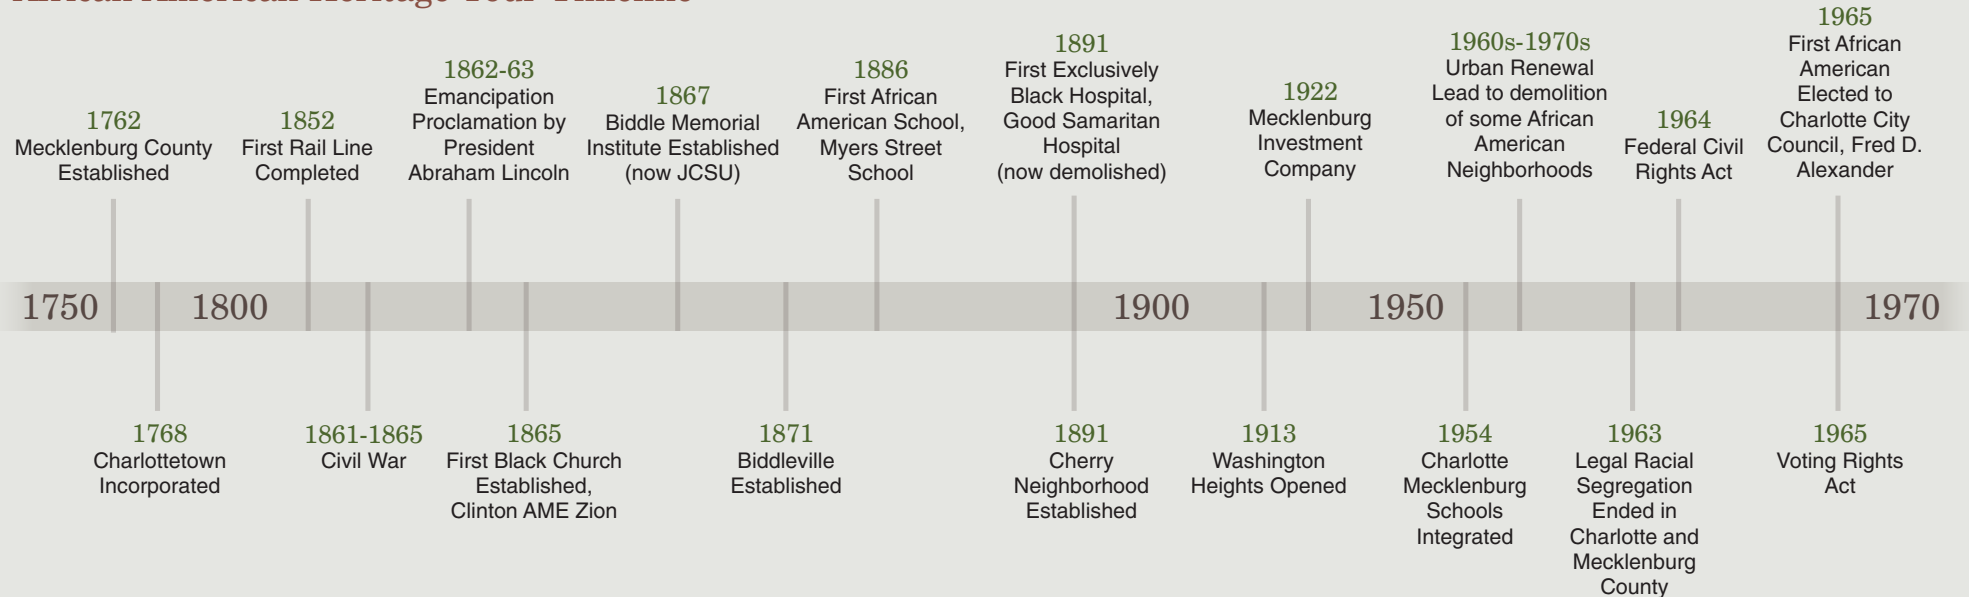 African American Heritage Tour Timeline
1762
Mecklenburg County
Established
1852
First Rail Line
Completed
1862-63
Emancipation
Proclamation by
President
Abraham Lincoln
1867
Biddle Memorial
Institute Established
(now JCSU)
1886
First African
American School,
Myers Street
School
1891
First Exclusively
Black Hospital,
Good Samaritan
Hospital
(now demolished)
1922
Mecklenburg
Investment
Company
1960s-1970s
Urban Renewal
Lead to demolition
of some African
American
Neighborhoods
1964
Federal Civil
Rights Act
1965
First African
American
Elected to
Charlotte City
Council, Fred D.
Alexander
1750
1800
1900
1950
1970
1768
Charlottetown
Incorporated
1861-1865
Civil War
1865
First Black Church
Established,
Clinton AME Zion
1871
Biddleville
Established
1891
Cherry
Neighborhood
Established
1913
Washington
Heights Opened
1954
Charlotte
Mecklenburg
Schools
Integrated
1963
Legal Racial
Segregation
Ended in
Charlotte and
Mecklenburg
County
1965
Voting Rights
Act